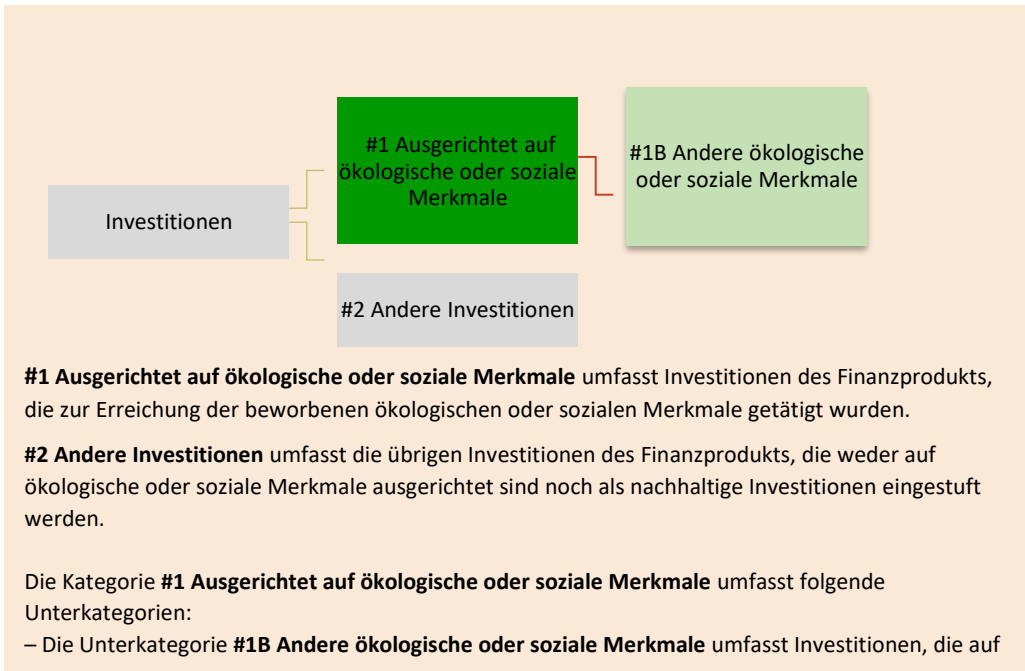 #1 Ausgerichtet auf
ökologische oder soziale
Merkmale
#1B Andere ökologische
oder soziale Merkmale
Investitionen
#2 Andere Investitionen
#1 Ausgerichtet auf ökologische oder soziale Merkmale umfasst Investitionen des Finanzprodukts,
die zur Erreichung der beworbenen ökologischen oder sozialen Merkmale getätigt wurden.
#2 Andere Investitionen umfasst die übrigen Investitionen des Finanzprodukts, die weder auf
ökologische oder soziale Merkmale ausgerichtet sind noch als nachhaltige Investitionen eingestuft
werden.
Die Kategorie #1 Ausgerichtet auf ökologische oder soziale Merkmale umfasst folgende
Unterkategorien:
– Die Unterkategorie #1B Andere ökologische oder soziale Merkmale umfasst Investitionen, die auf